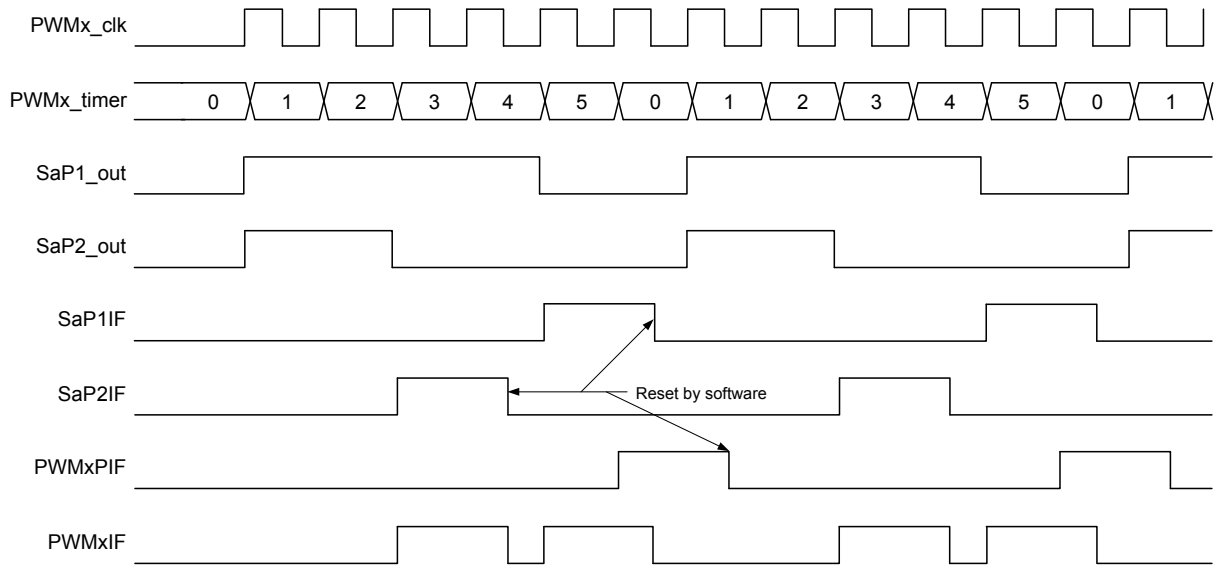 PWMx_clk
PWMx_timer 0 1 2 3 4 5 0 1 2 3 4 5 0 1
SaP1_out
SaP2_out
SaP1IF
SaP2IF Reset by software
PWMxPIF
PWMxIF